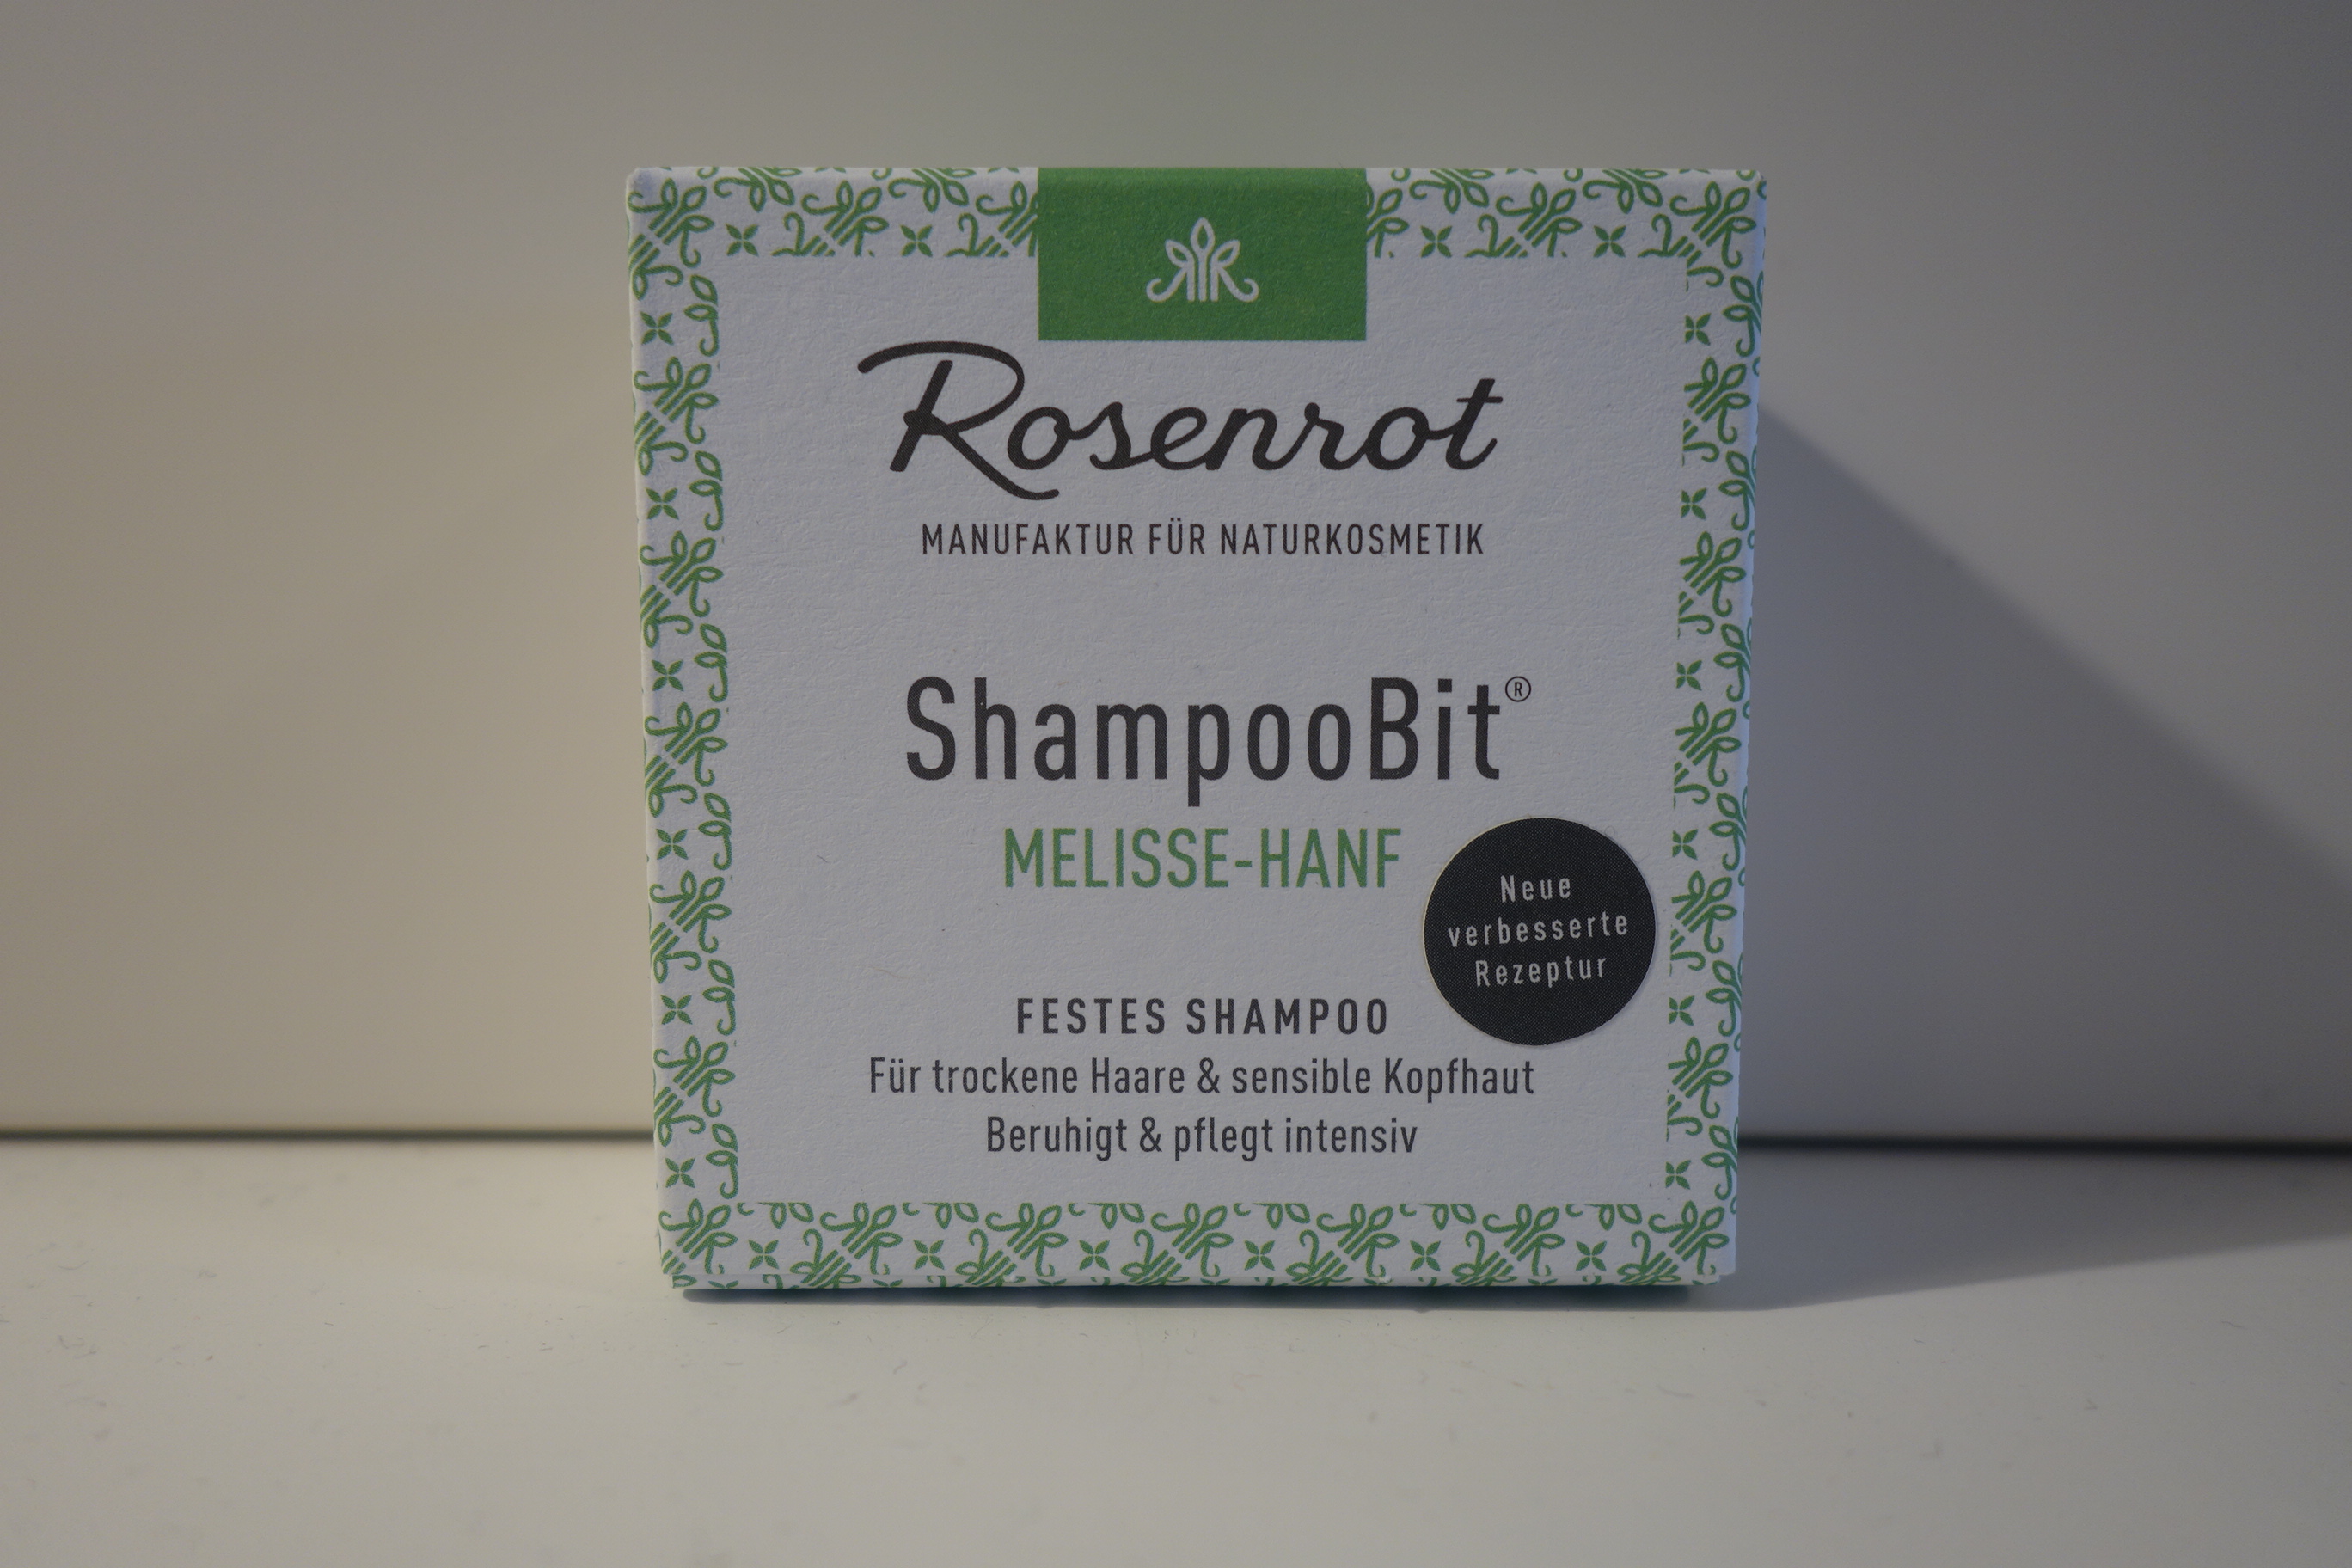 Rosenrot
MANUFAKTUR FÜR NATURKOSMETIK
ShampooBit®
MELISSE-HANF
Neue
verbesserte
Rezeptur
FESTES SHAMPOO
Für trockene Haare & sensible Kopfhaut
Beruhigt & pflegt intensiv